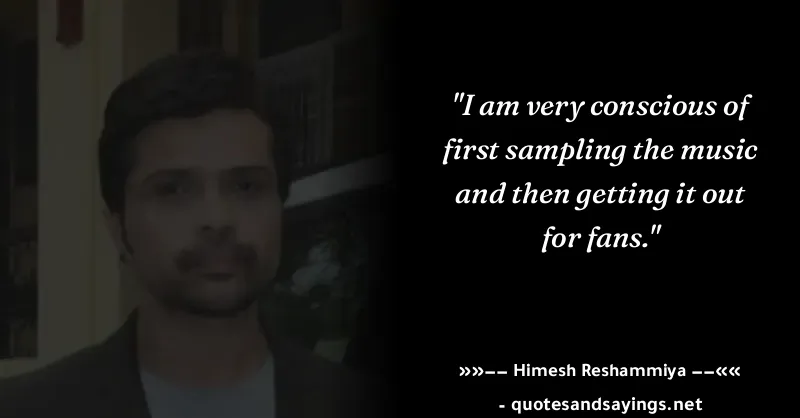 "I am very conscious of
first sampling the music
and then getting it out
for fans."
»»−− Himesh Reshammiya −−««
- quotesandsayings.net